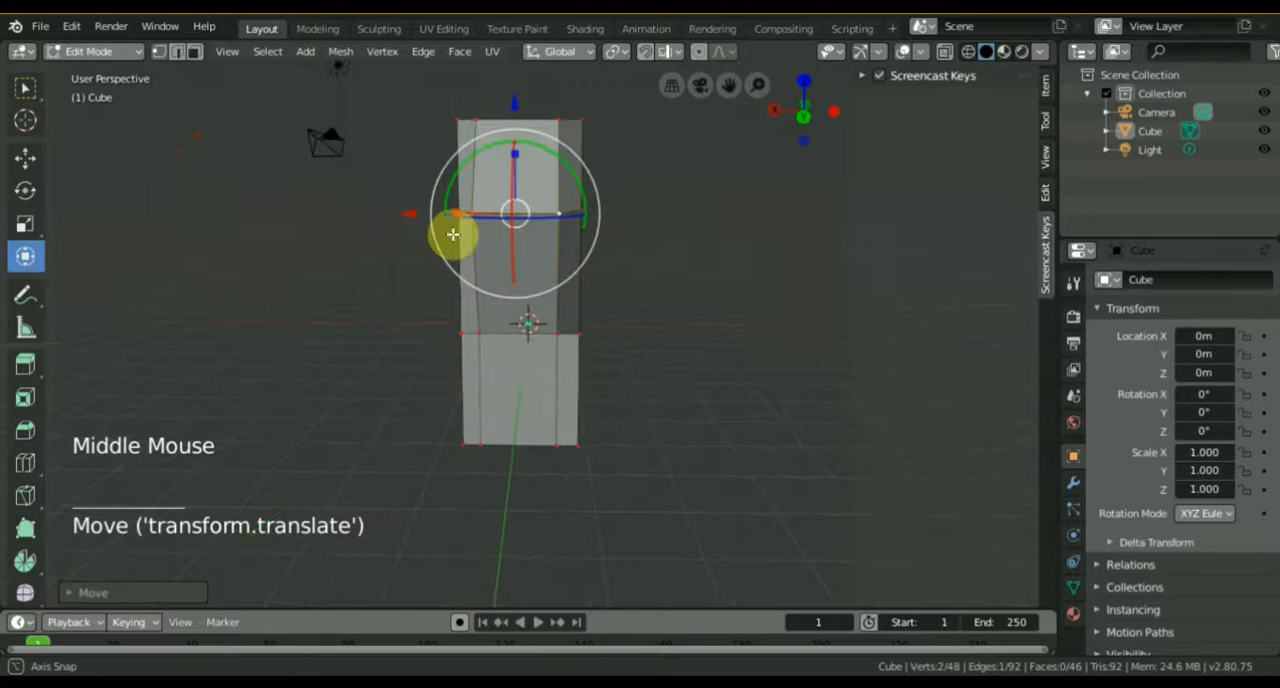 File Edit Render Window Help Layout Modeling Sculpting UV Editing Texture Paint Shading Animation Rendering Compositing Scripting + Scene View Layer
Edit Mode View Select Add Mesh Vertex Edge Face UV Global
User Perspective
(1) Cube
Screencast Keys
Item
Tool
View
Edit
Screencast Keys
Scene Collection
Collection
Camera
Cube
Light
Cube
Cube
Transform
Location X 0m
Y 0m
Z 0m
Rotation X 0°
Y 0°
Z 0°
Scale X 1.000
Y 1.000
Z 1.000
Rotation Mode XYZ Eule
Delta Transform
Relations
Collections
Instancing
Motion Paths
Visibility
Middle Mouse
Move ('transform.translate')
Move
Playback Keying View Marker 1 Start: 1 End: 250
Axis Snap Cube | Verts:2/48 | Edges:1/92 | Faces:0/46 | Tris:92 | Mem: 24.6 MB | v2.80.75